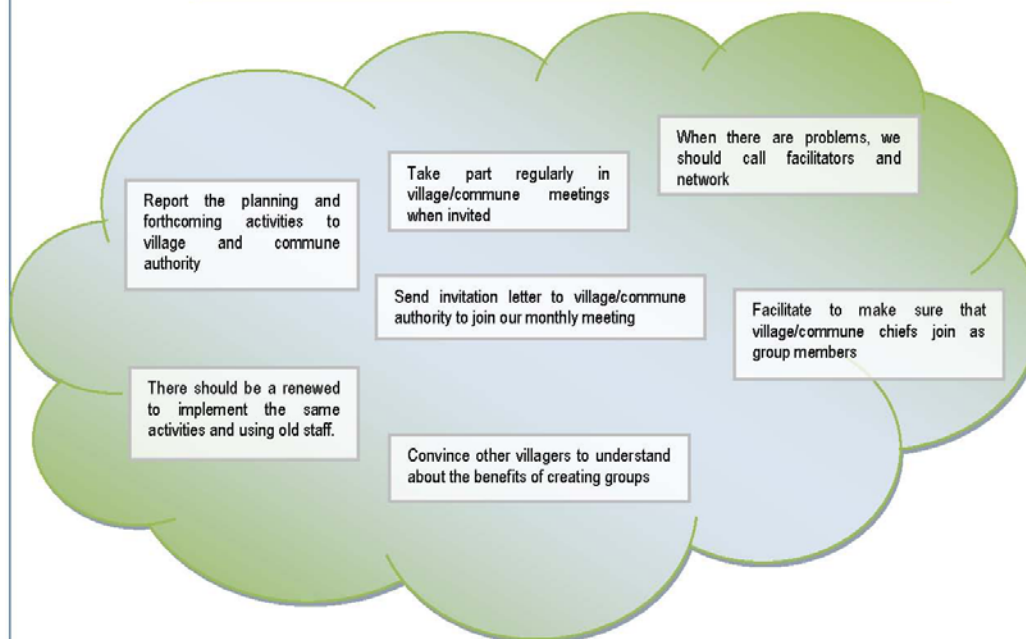 When there are problems, we
should call facilitators and
network
Take part regularly in
village/commune meetings
when invited
Report the planning and
forthcoming activities to
village and commune
authority
Send invitation letter to village/commune
authority to join our monthly meeting
Facilitate to make sure that
village/commune chiefs join as
group members
There should be a renewed
to implement the same
activities and using old staff.
Convince other villagers to understand
about the benefits of creating groups